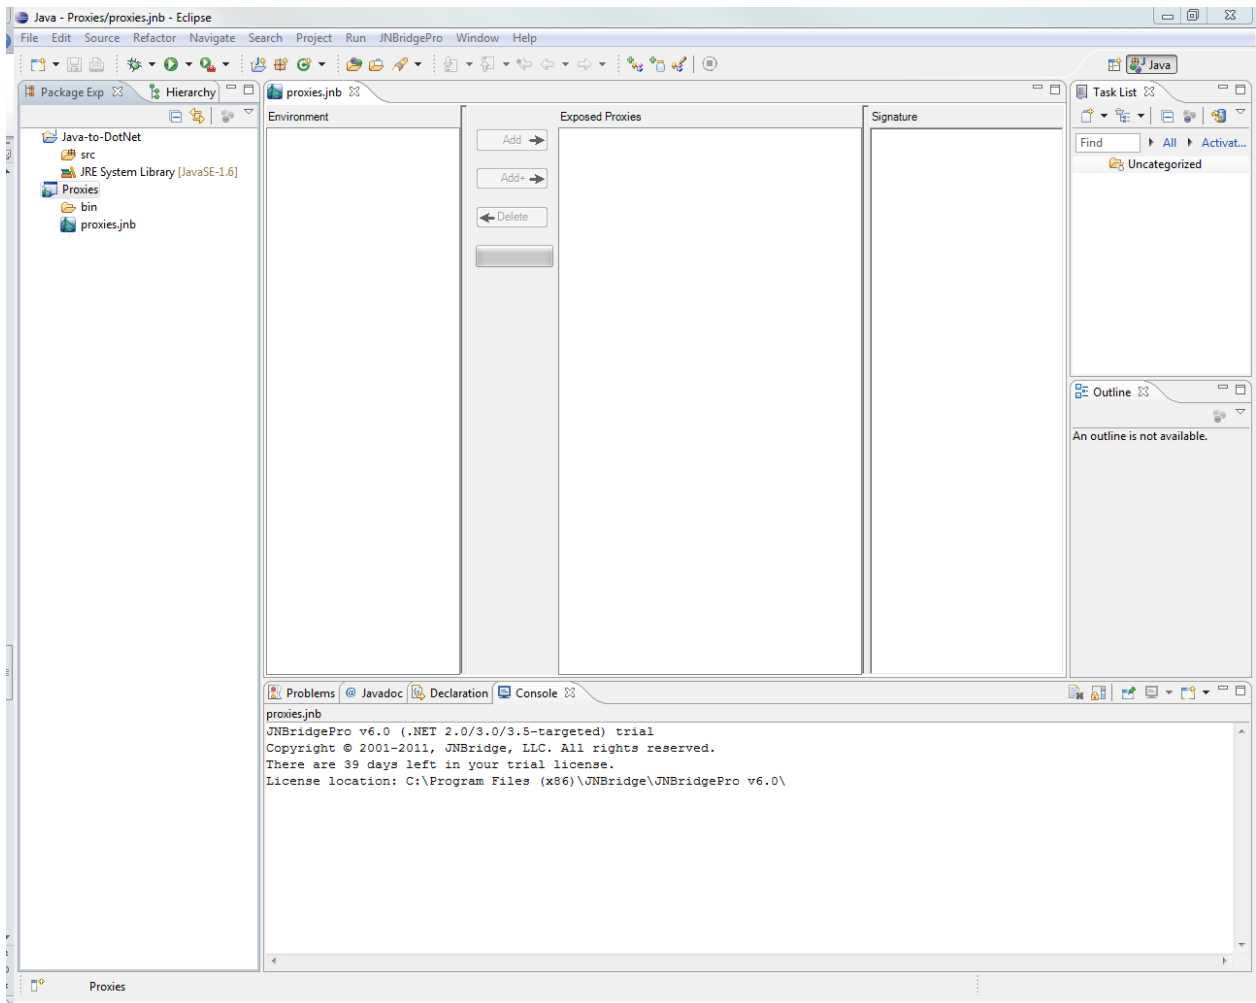 Java - Proxies/proxies.jnb - Eclipse
File Edit Source Refactor Navigate Search Project Run JNBridgePro Window Help
Java
Package Exp Hierarchy
Java-to-DotNet
src
JRE System Library [JavaSE-1.6]
Proxies
bin
proxies.jnb
proxies.jnb
Environment Exposed Proxies Signature
Add
Add+
Delete
Task List
Find All Activat...
Uncategorized
Outline
An outline is not available.
Problems @ Javadoc Declaration Console
proxies.jnb
JNBridgePro v6.0 (.NET 2.0/3.0/3.5-targeted) trial
Copyright © 2001-2011, JNBridge, LLC. All rights reserved.
There are 39 days left in your trial license.
License location: C:\Program Files (x86)\JNBridge\JNBridgePro v6.0\
Proxies